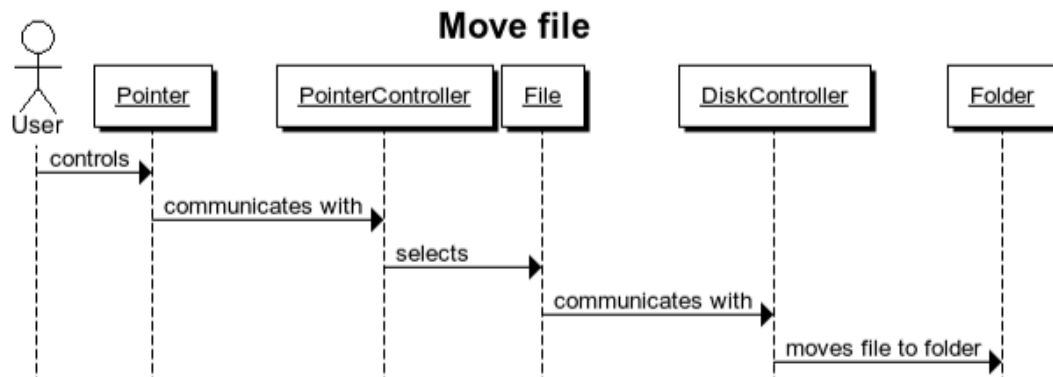 Move file
User
Pointer
PointerController
File
DiskController
Folder
controls
communicates with
selects
communicates with
moves file to folder